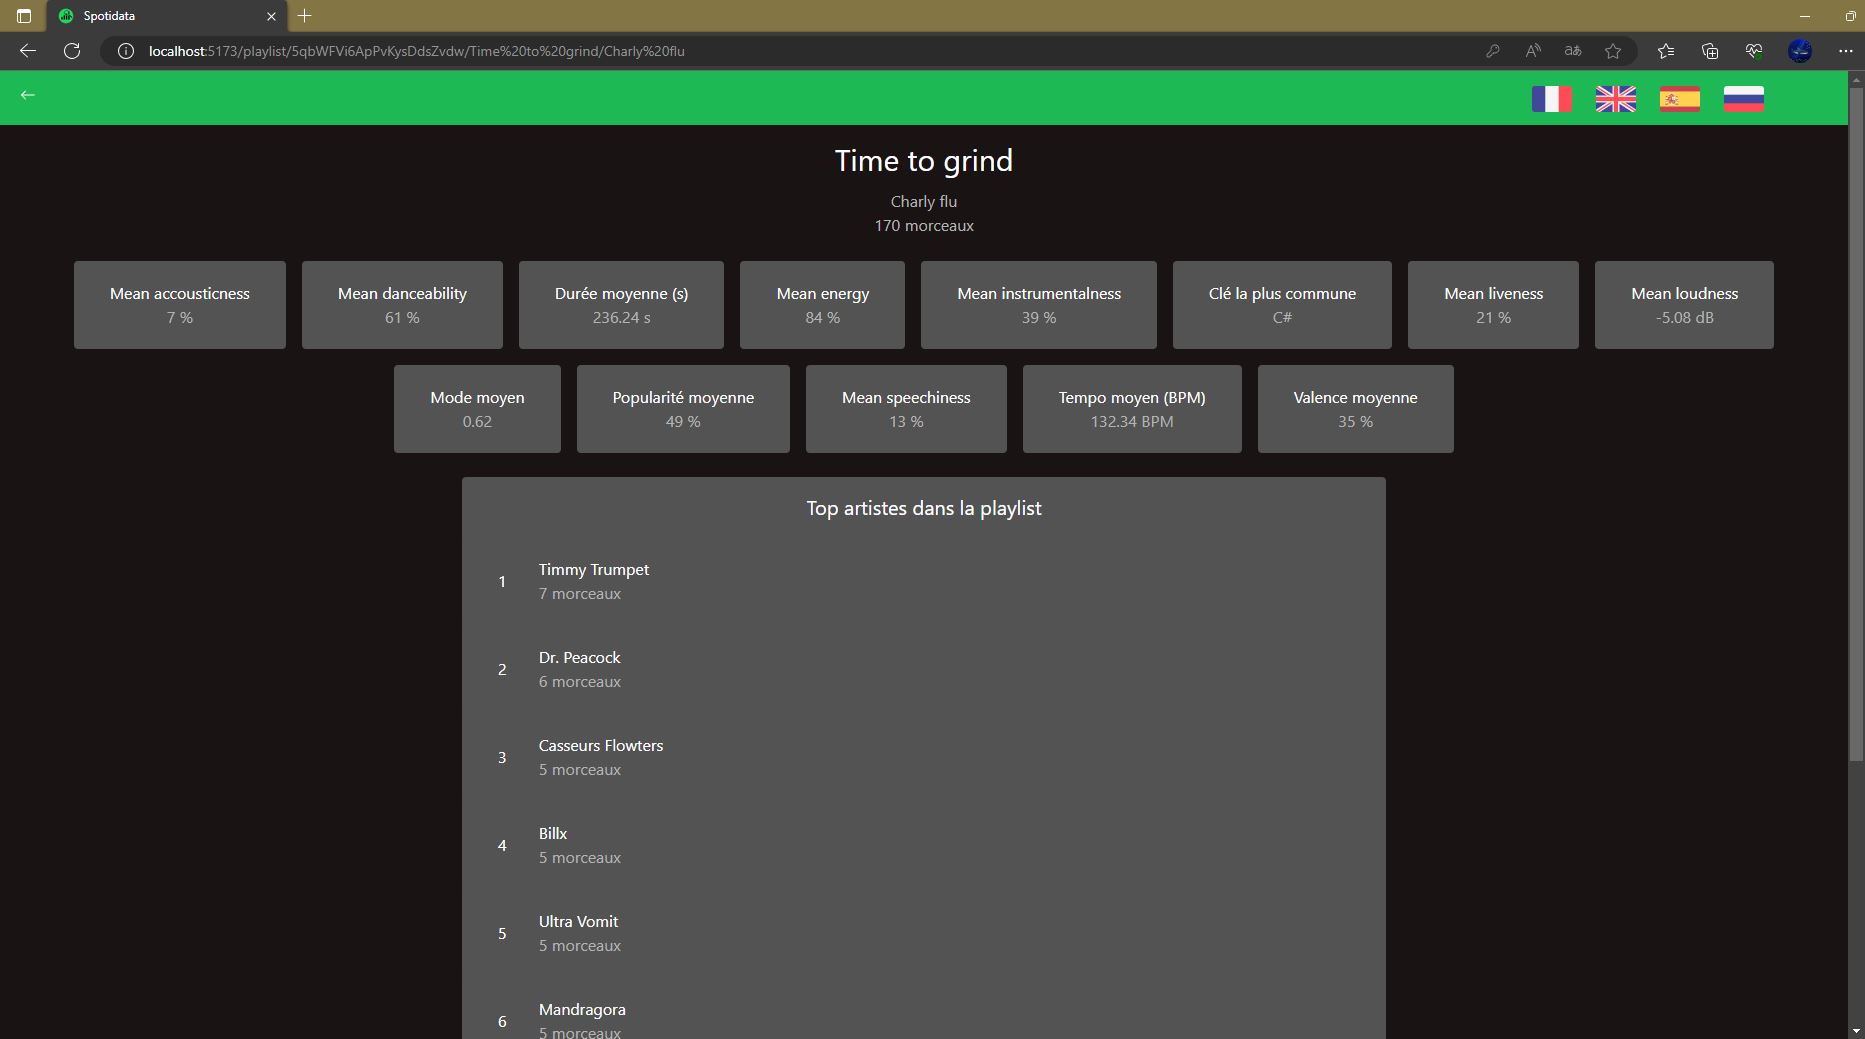 Spotidata
localhost:5173/playlist/5qbWFVi6ApPvKysDdsZvdw/Time%20to%20grind/Charly%20flu
Time to grind
Charly flu
170 morceaux
Mean accousticness
7 %
Mean danceability
61 %
Durée moyenne (s)
236.24 s
Mean energy
84 %
Mean instrumentalness
39 %
Clé la plus commune
C#
Mean liveness
21 %
Mean loudness
-5.08 dB
Mode moyen
0.62
Popularité moyenne
49 %
Mean speechiness
13 %
Tempo moyen (BPM)
132.34 BPM
Valence moyenne
35 %
Top artistes dans la playlist
1
Timmy Trumpet
7 morceaux
2
Dr. Peacock
6 morceaux
3
Casseurs Flowters
5 morceaux
4
Billx
5 morceaux
5
Ultra Vomit
5 morceaux
6
Mandragora
5 morceaux